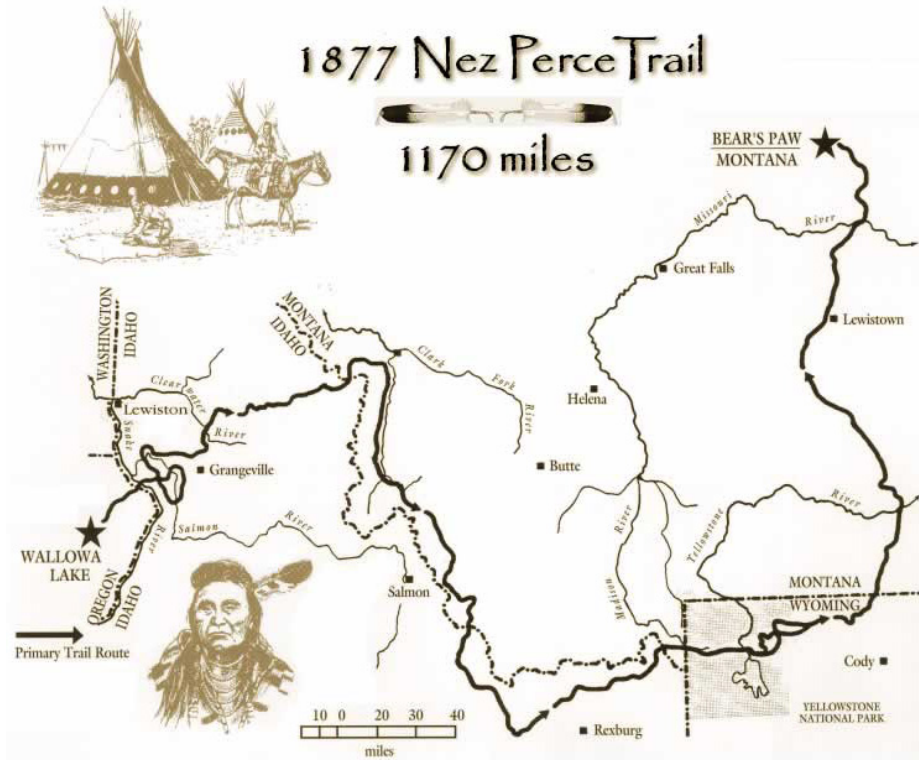 1877 Nez Perce Trail
1170 miles
BEAR'S PAW
MONTANA
Missouri
River
Great Falls
Lewistown
WASHINGTON
IDAHO
MONTANA
IDAHO
Clark
Fork
River
Clearwater
River
Lewiston
Snake
River
Helena
Grangeville
Butte
Salmon
River
WALLOWA
LAKE
OREGON
IDAHO
Salmon
Madison
River
Yellowstone
River
MONTANA
WYOMING
Primary Trail Route
Cody
YELLOWSTONE
NATIONAL PARK
Rexburg
10 0 10 20 40
miles